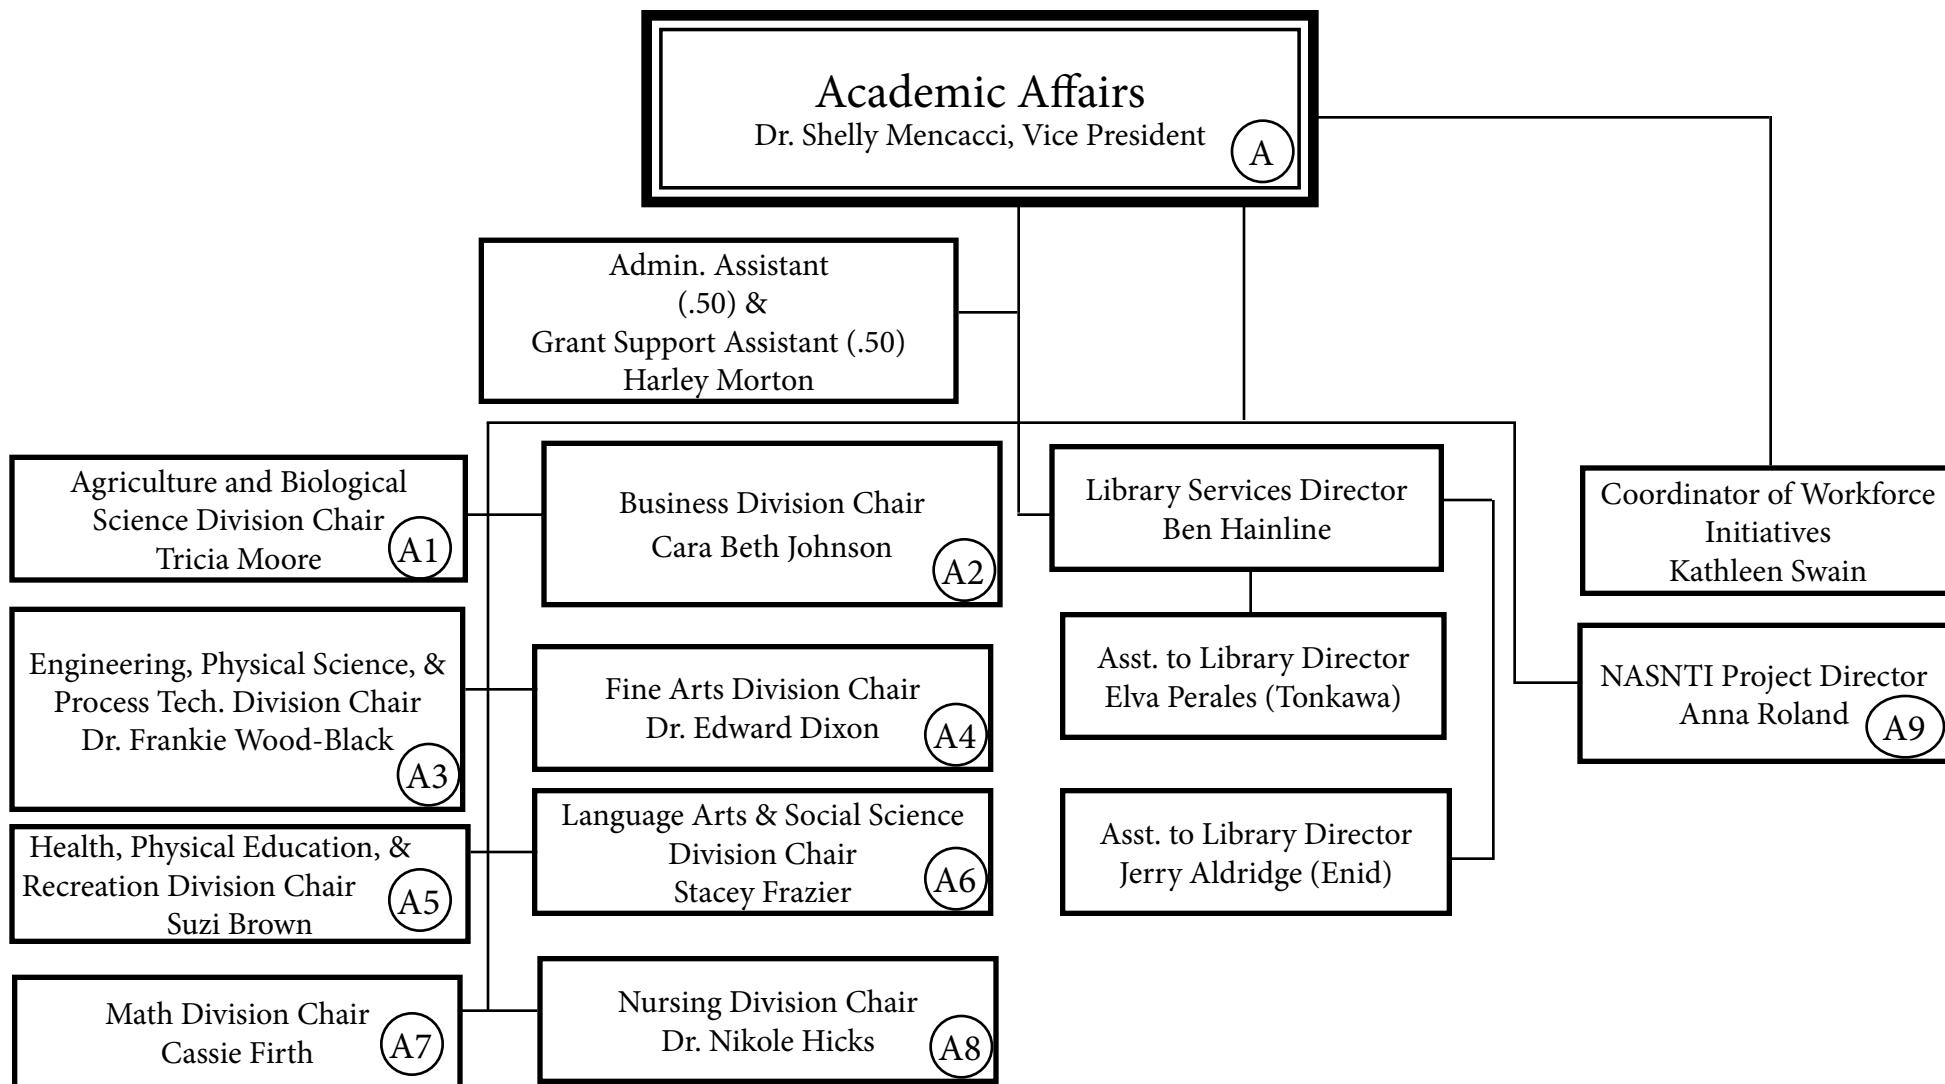 Academic Affairs
Dr. Shelly Mencacci, Vice President
A
Admin. Assistant
(.50) &
Grant Support Assistant (.50)
Harley Morton
Agriculture and Biological
Science Division Chair
Tricia Moore
A1
Business Division Chair
Cara Beth Johnson
A2
Library Services Director
Ben Hainline
Coordinator of Workforce
Initiatives
Kathleen Swain
Engineering, Physical Science, &
Process Tech. Division Chair
Dr. Frankie Wood-Black
A3
Fine Arts Division Chair
Dr. Edward Dixon
A4
Asst. to Library Director
Elva Perales (Tonkawa)
NASNTI Project Director
Anna Roland
A9
Health, Physical Education, &
Recreation Division Chair
Suzi Brown
A5
Language Arts & Social Science
Division Chair
Stacey Frazier
A6
Asst. to Library Director
Jerry Aldridge (Enid)
Math Division Chair
Cassie Firth
A7
Nursing Division Chair
Dr. Nikole Hicks
A8